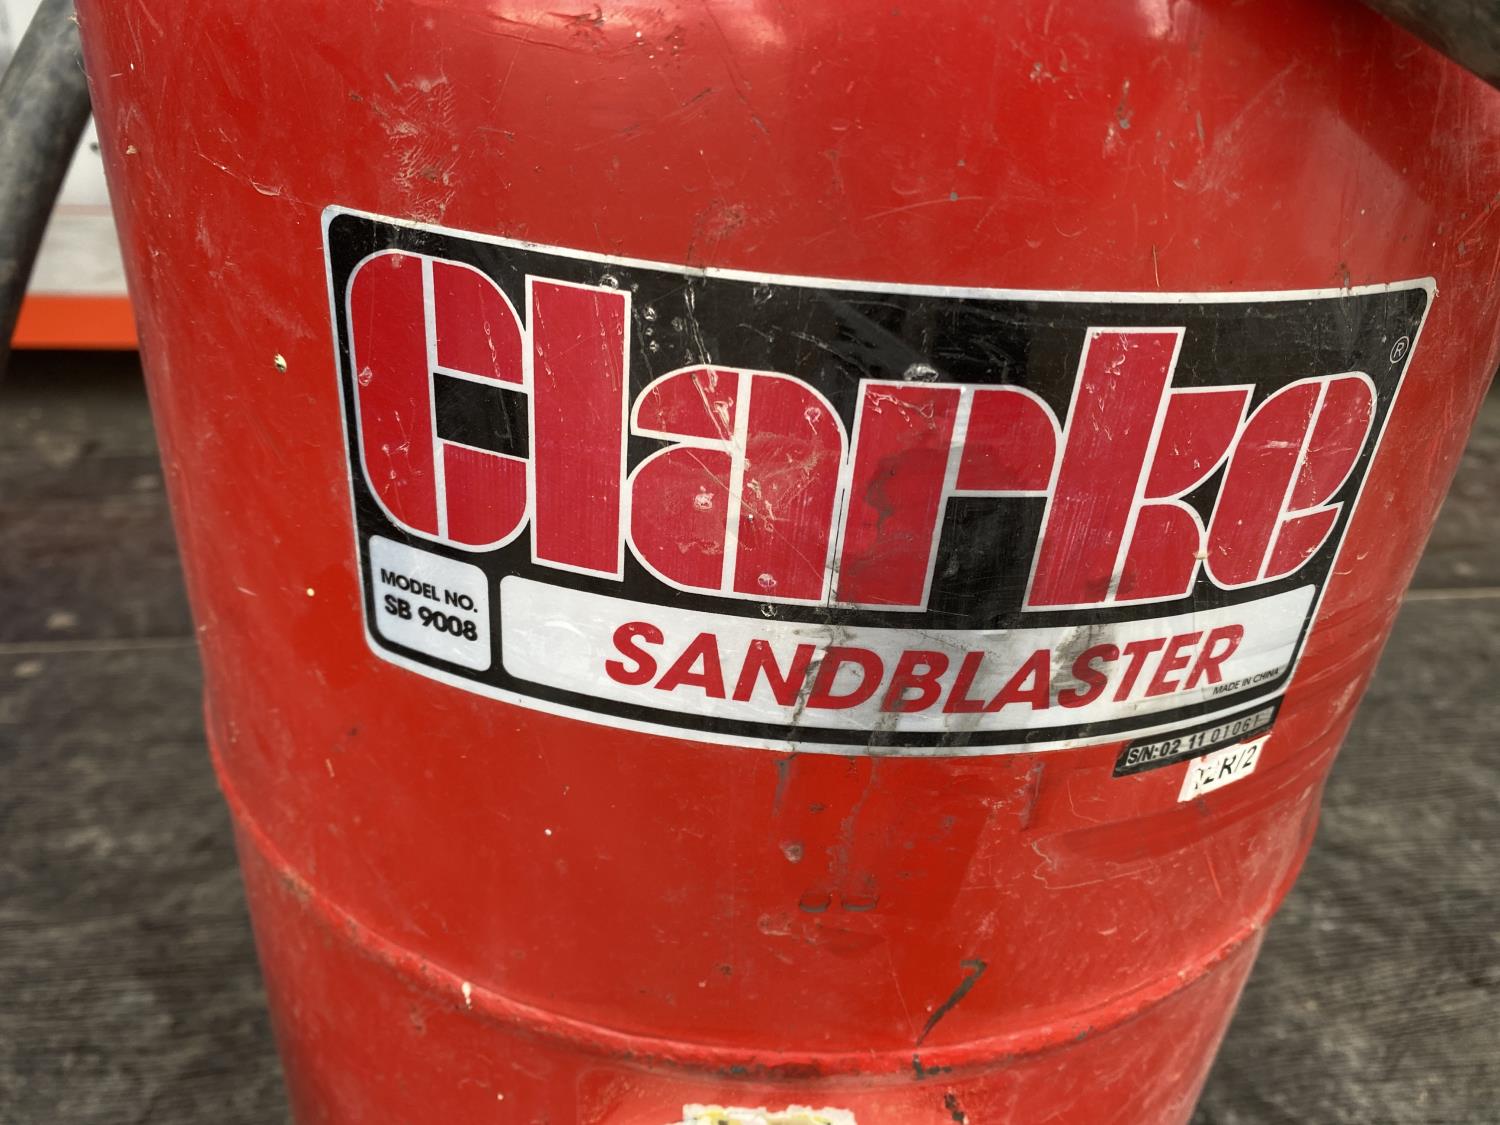 Clarke®
MODEL NO.
SB 9008
SANDBLASTER
MADE IN CHINA
S/N: 02 11 01061